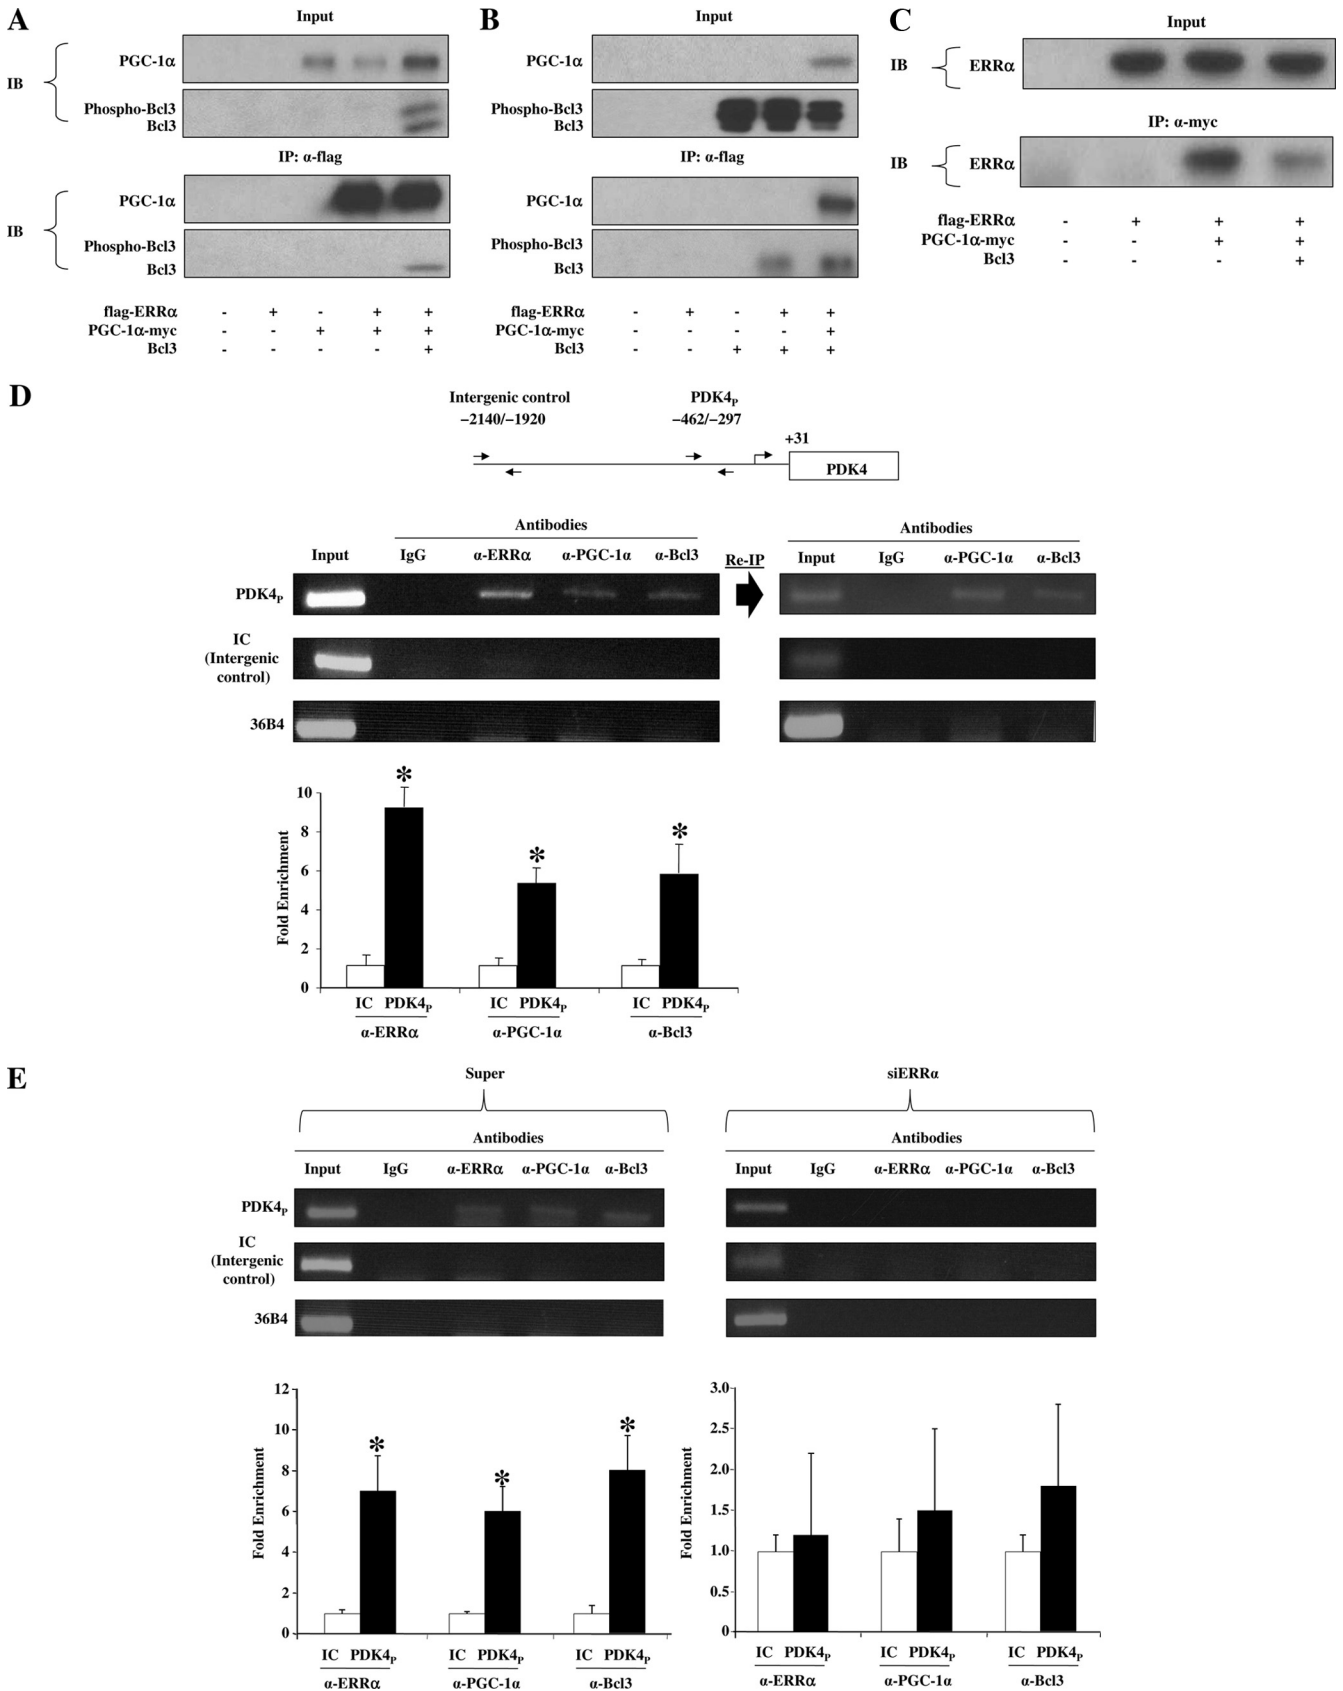 A
Input
IB
PGC-1α
Phospho-Bcl3
Bcl3
IP: α-flag
IB
PGC-1α
Phospho-Bcl3
Bcl3
flag-ERRα - + - + +
PGC-1α-myc - - + + +
Bcl3 - - - - +
B
Input
IB
PGC-1α
Phospho-Bcl3
Bcl3
IP: α-flag
IB
PGC-1α
Phospho-Bcl3
Bcl3
flag-ERRα - + - + +
PGC-1α-myc - - - - +
Bcl3 - - + + +
C
Input
IB ERRα
IP: α-myc
IB ERRα
flag-ERRα - + + +
PGC-1α-myc - - + +
Bcl3 - - - +
D
Intergenic control PDK4P
−2140/−1920 −462/−297
+31
PDK4
Antibodies
Input IgG α-ERRα α-PGC-1α α-Bcl3
Re-IP
Antibodies
Input IgG α-PGC-1α α-Bcl3
PDK4P
IC
(Intergenic
control)
36B4
Fold Enrichment
10
8
6
4
2
0
* * *
IC PDK4P IC PDK4P IC PDK4P
α-ERRα α-PGC-1α α-Bcl3
E
Super
Antibodies
Input IgG α-ERRα α-PGC-1α α-Bcl3
siERRα
Antibodies
Input IgG α-ERRα α-PGC-1α α-Bcl3
PDK4P
IC
(Intergenic
control)
36B4
Fold Enrichment
12
10
8
6
4
2
0
* * *
IC PDK4P IC PDK4P IC PDK4P
α-ERRα α-PGC-1α α-Bcl3
Fold Enrichment
3.0
2.5
2.0
1.5
1.0
0.5
0
IC PDK4P IC PDK4P IC PDK4P
α-ERRα α-PGC-1α α-Bcl3